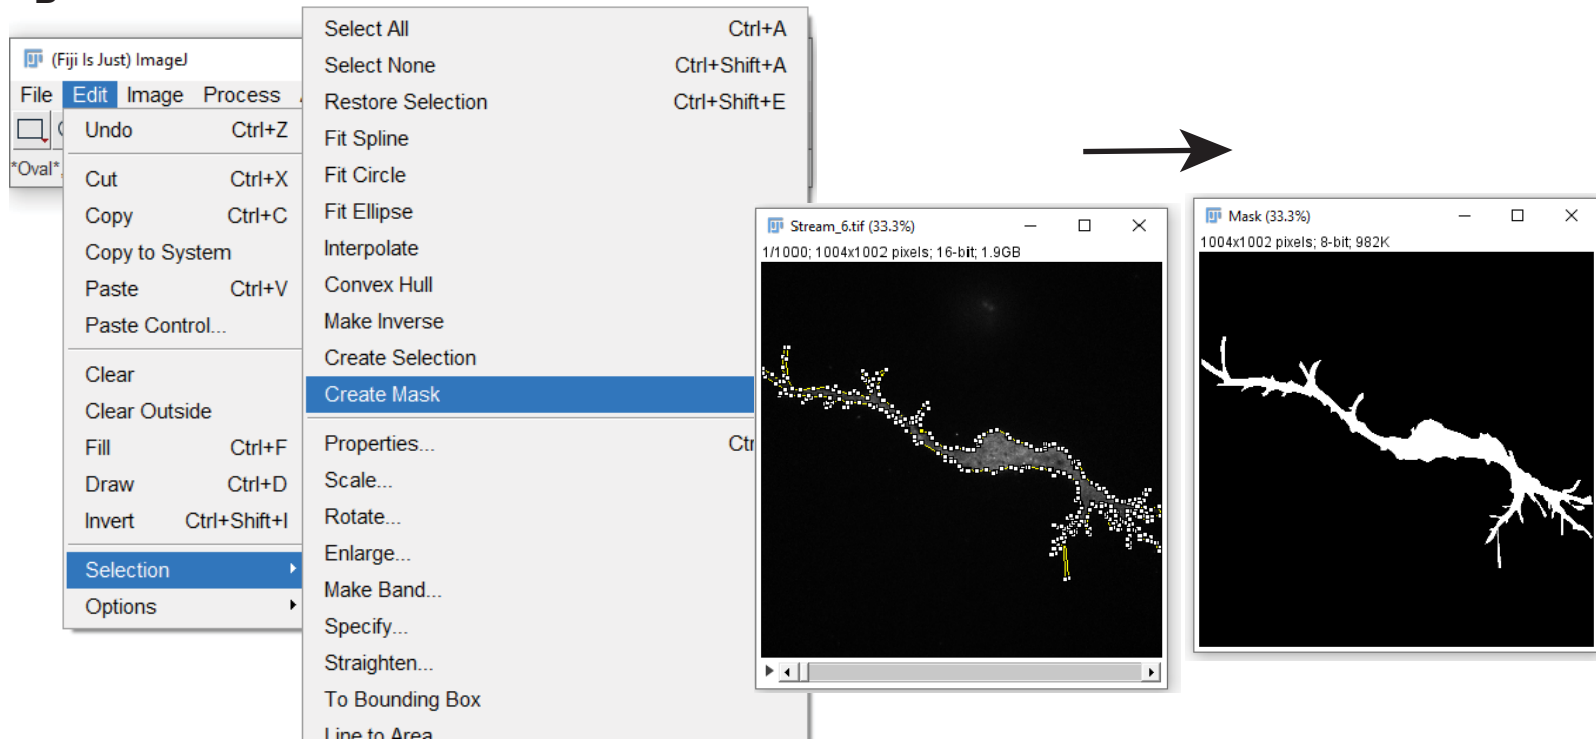 (Fiji Is Just) ImageJ
File Edit Image Process
*Oval*,
Undo Ctrl+Z
Cut Ctrl+X
Copy Ctrl+C
Copy to System
Paste Ctrl+V
Paste Control...
Clear
Clear Outside
Fill Ctrl+F
Draw Ctrl+D
Invert Ctrl+Shift+I
Selection
Options
Select All Ctrl+A
Select None Ctrl+Shift+A
Restore Selection Ctrl+Shift+E
Fit Spline
Fit Circle
Fit Ellipse
Interpolate
Convex Hull
Make Inverse
Create Selection
Create Mask
Properties... Ctr
Scale...
Rotate...
Enlarge...
Make Band...
Specify...
Straighten...
To Bounding Box
Line to Area
Stream_6.tif (33.3%)
1/1000; 1004x1002 pixels; 16-bit; 1.9GB
Mask (33.3%)
1004x1002 pixels; 8-bit; 982K